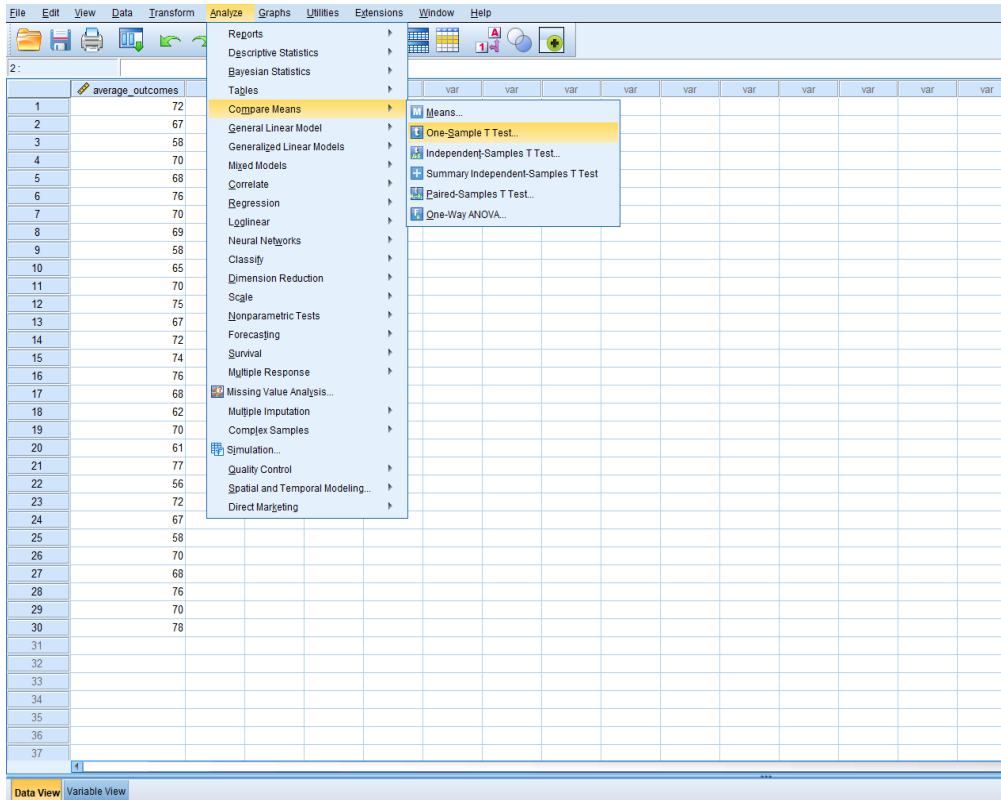 File Edit View Data Transform Analyze Graphs Utilities Extensions Window Help
2 :
average_outcomes var var var var var var var var var var
Reports
Descriptive Statistics
Bayesian Statistics
Tables
Compare Means
General Linear Model
Generalized Linear Models
Mixed Models
Correlate
Regression
Loglinear
Neural Networks
Classify
Dimension Reduction
Scale
Nonparametric Tests
Forecasting
Survival
Multiple Response
Missing Value Analysis...
Multiple Imputation
Complex Samples
Simulation...
Quality Control
Spatial and Temporal Modeling...
Direct Marketing
Means...
One-Sample T Test...
Independent-Samples T Test...
Summary Independent-Samples T Test
Paired-Samples T Test...
One-Way ANOVA...
1 72
2 67
3 58
4 70
5 68
6 76
7 70
8 69
9 58
10 65
11 70
12 75
13 67
14 72
15 74
16 76
17 68
18 62
19 70
20 61
21 77
22 56
23 72
24 67
25 58
26 70
27 68
28 76
29 70
30 78
31
32
33
34
35
36
37
Data View Variable View